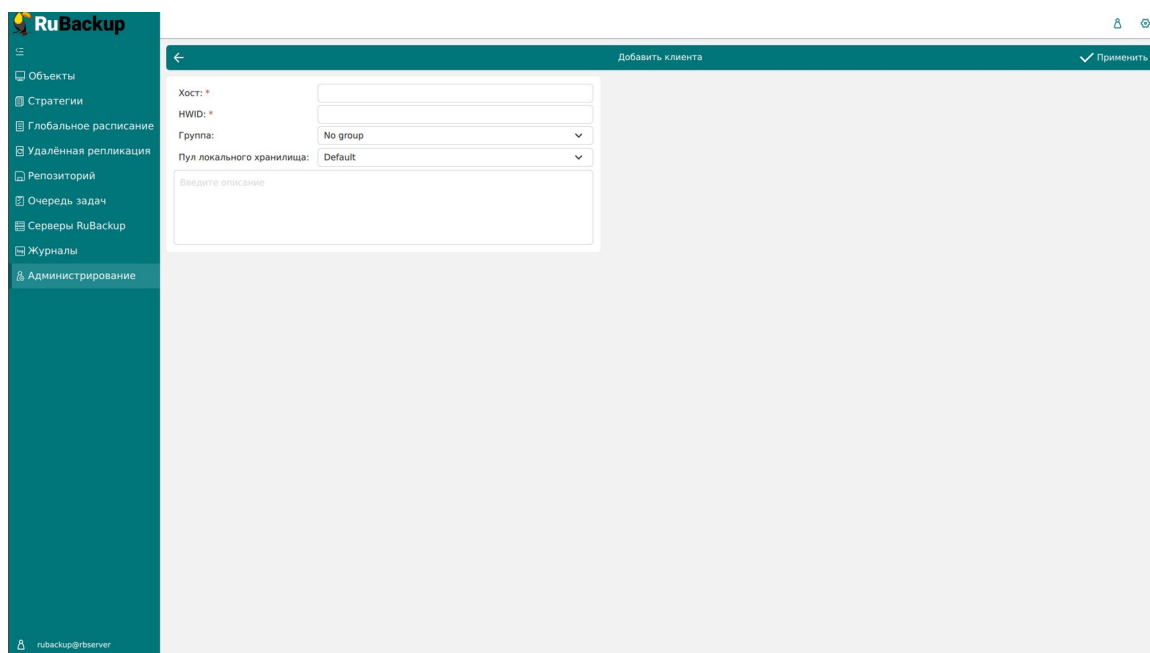 RuBackup
Добавить клиента
Применить
Объекты
Стратегии
Глобальное расписание
Удалённая репликация
Репозиторий
Очередь задач
Серверы RuBackup
Журналы
Администрирование
Хост: *
HWID: *
Группа: No group
Пул локального хранилища: Default
Введите описание
rubackup@rbserver